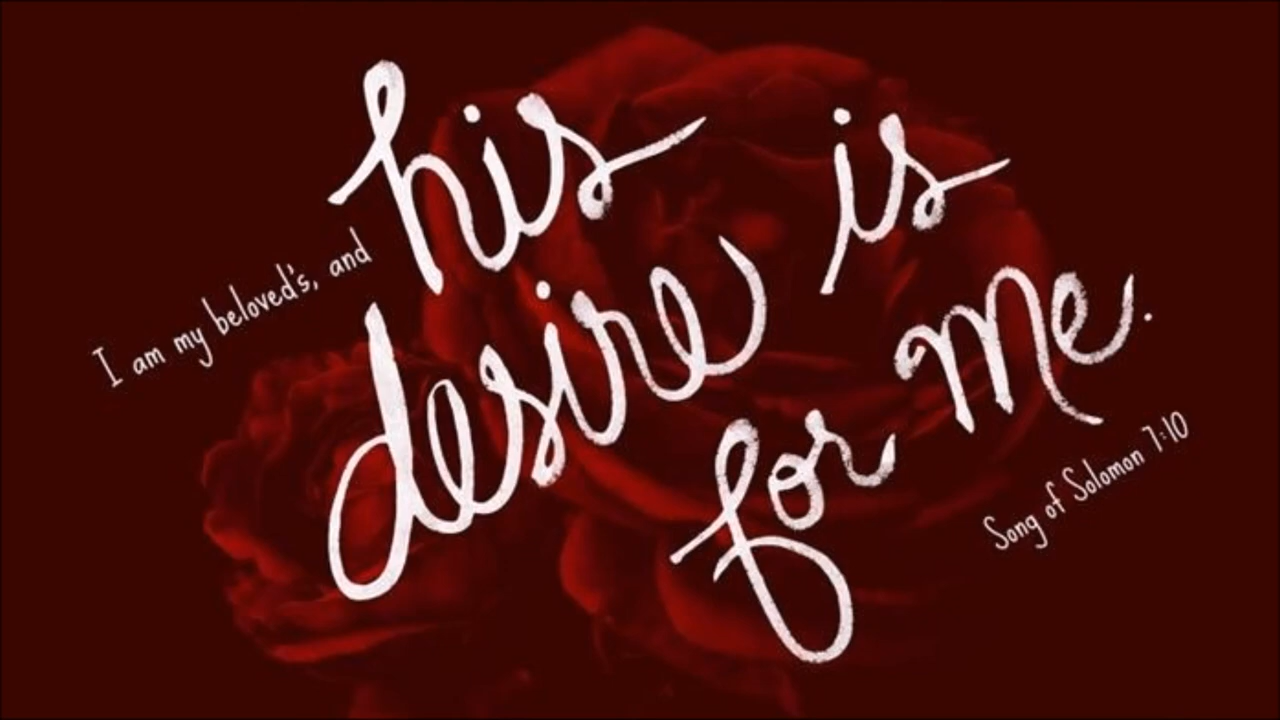 I am my beloved's, and
his is
desire
for me.
Song of Solomon 7:10